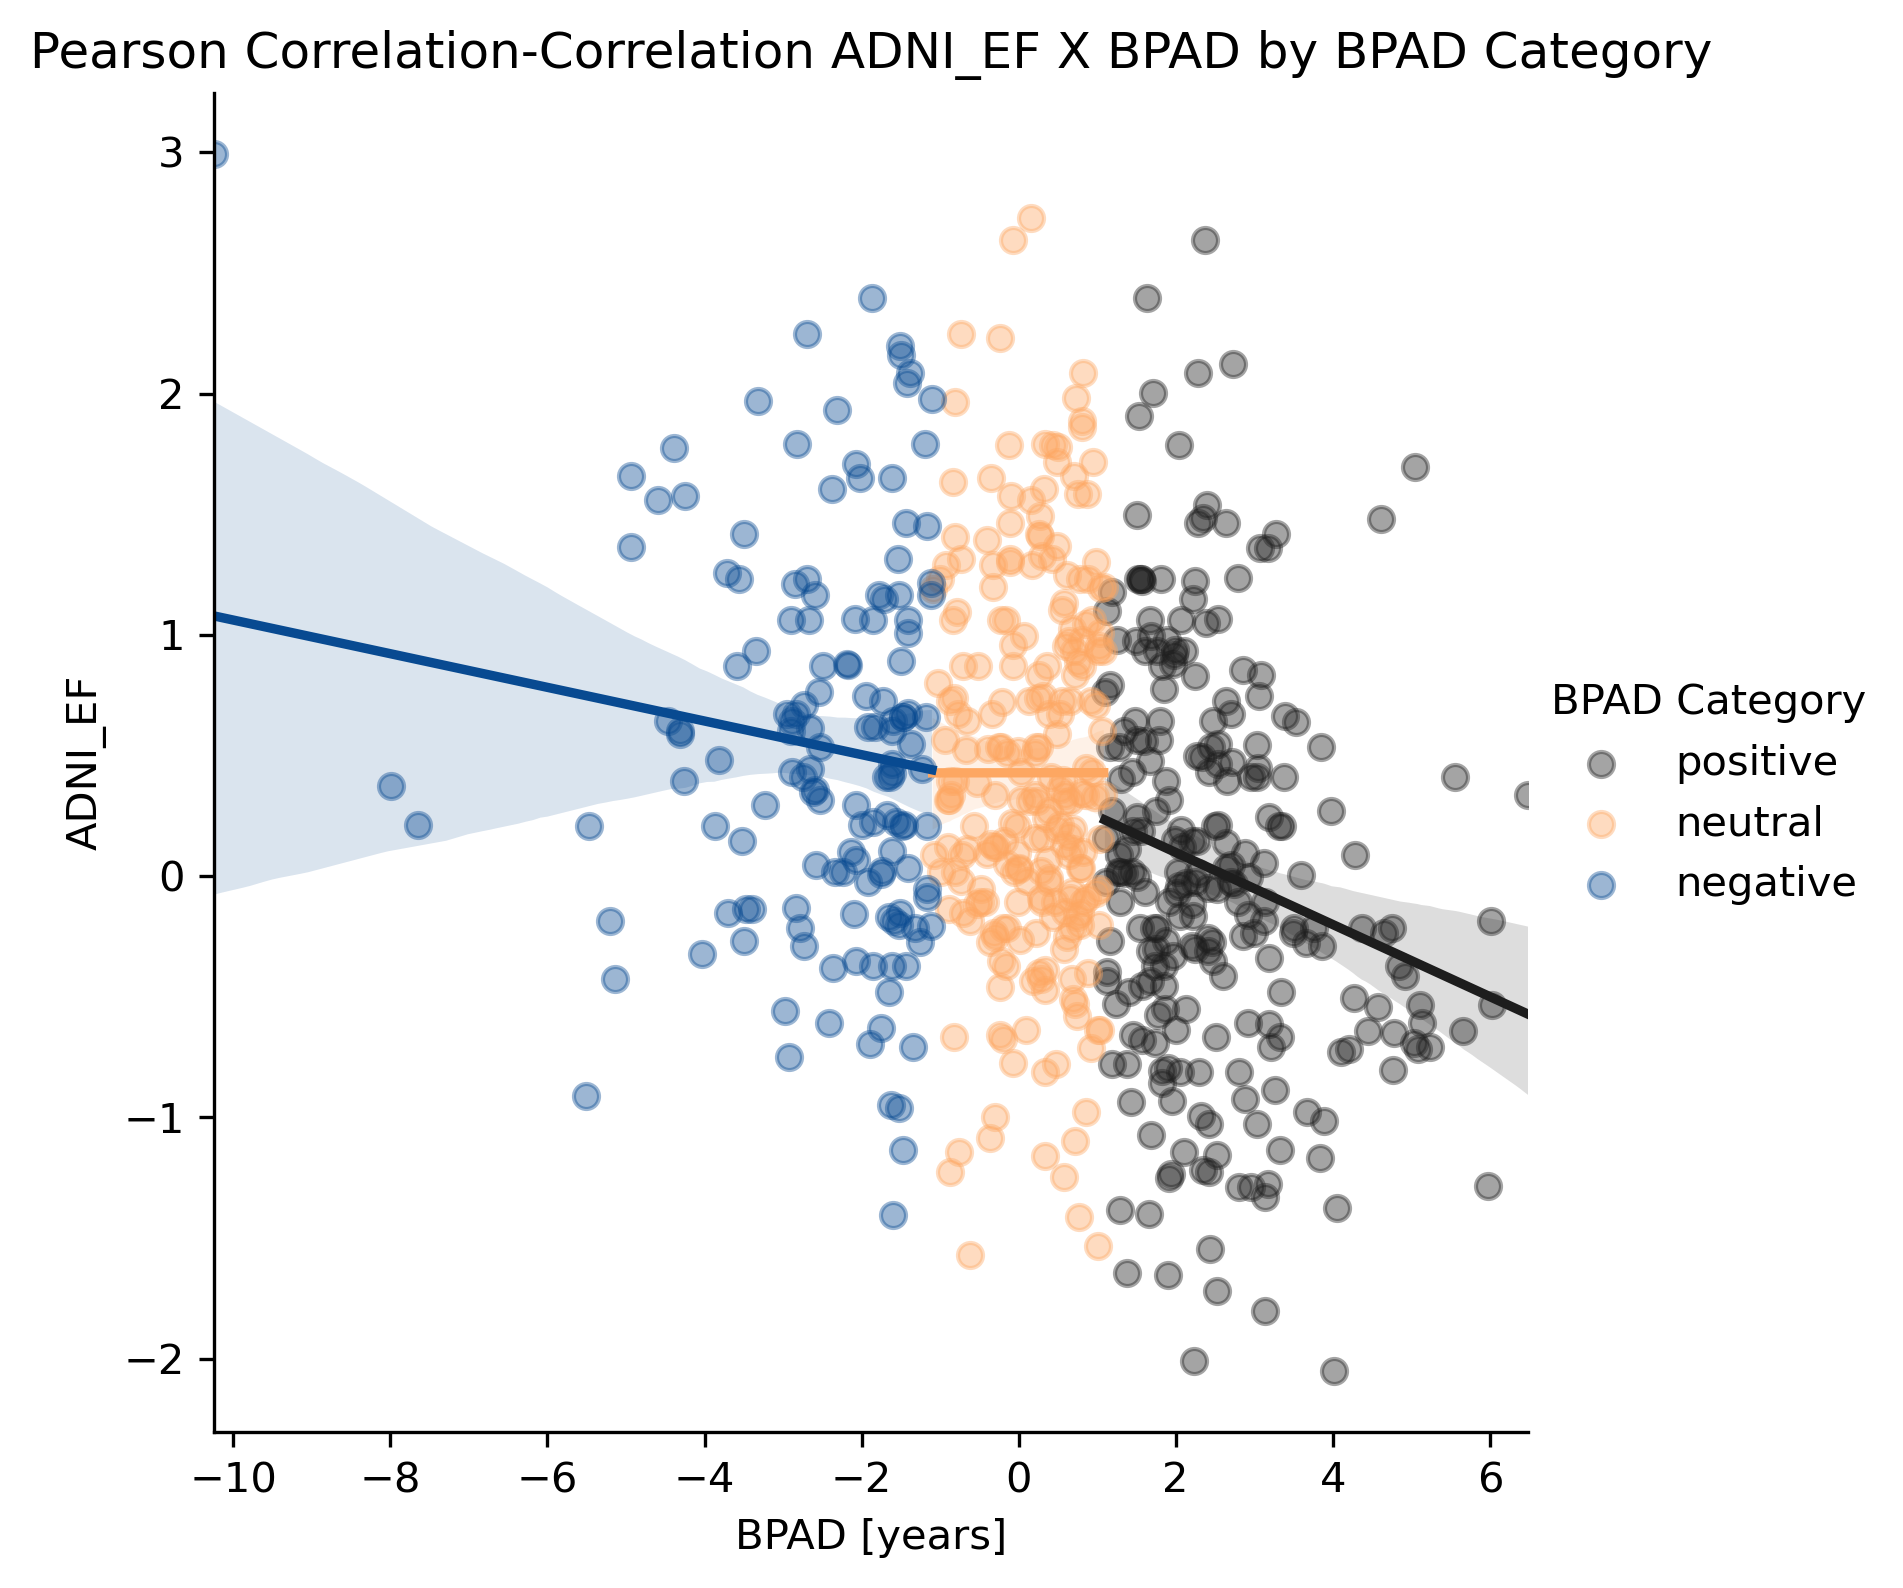 Pearson Correlation-Correlation ADNI_EF X BPAD by BPAD Category
3
2
1
0
−1
−2
ADNI_EF
−10 −8 −6 −4 −2 0 2 4 6
BPAD [years]
BPAD Category
positive
neutral
negative